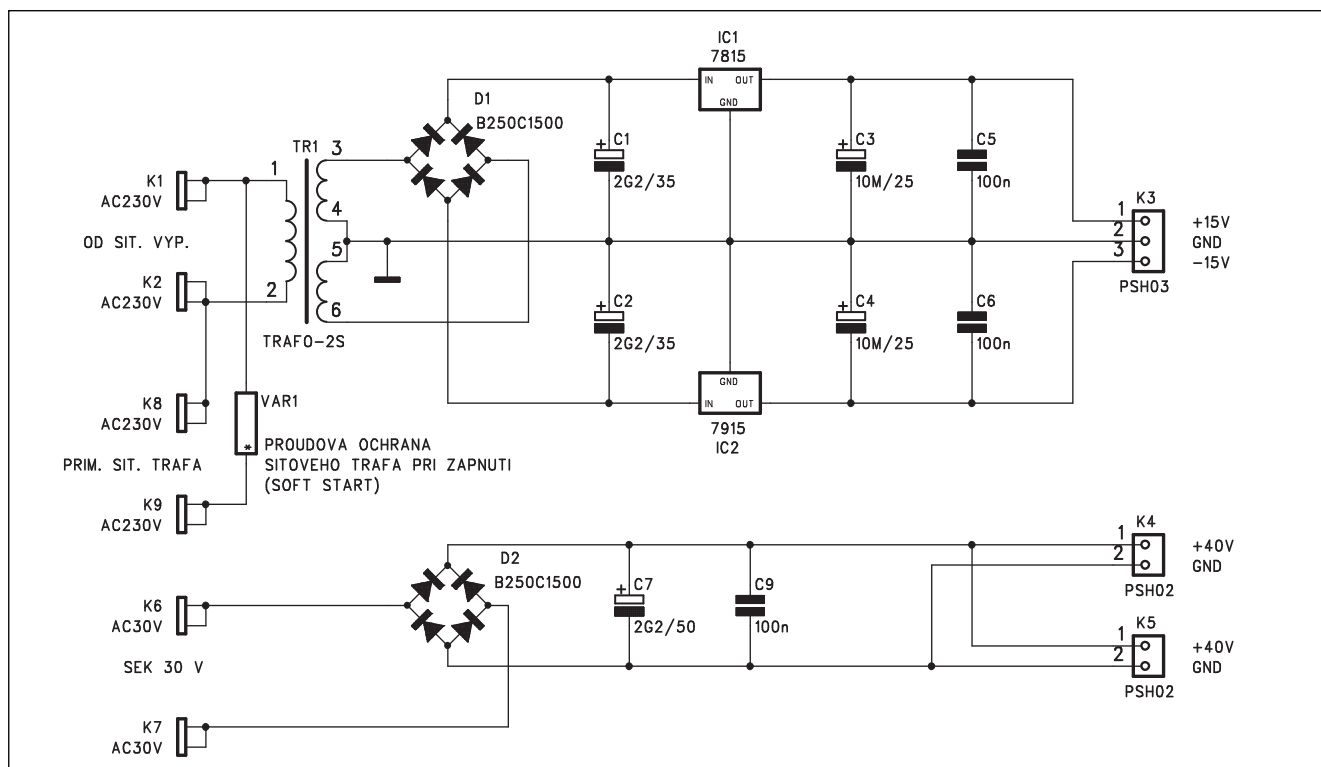 IC1
7815
IN OUT
GND
D1
B250C1500
+ C1
2G2/35
+ C3
10M/25
C5
100n
TR1
1
2
3
4
5
6
TRAFO-2S
K1
AC230V
OD SIT. VYP.
K2
AC230V
K8
AC230V
PRIM. SIT. TRAFA
K9
AC230V
VAR1
*
PROUDOVA OCHRANA
SITOVEHO TRAFA PRI ZAPNUTI
(SOFT START)
+ C2
2G2/35
+ C4
10M/25
C6
100n
GND
IN OUT
7915
IC2
K3
1 +15V
2 GND
3 -15V
PSH03
K6
AC30V
SEK 30 V
K7
AC30V
D2
B250C1500
+ C7
2G2/50
C9
100n
K4
1 +40V
2 GND
PSH02
K5
1 +40V
2 GND
PSH02